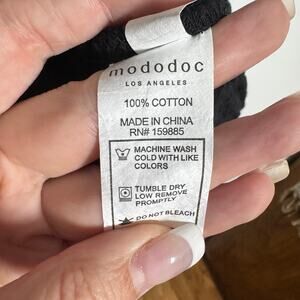 mododoc
LOS ANGELES
100% COTTON
MADE IN CHINA
RN# 159885
MACHINE WASH
COLD WITH LIKE
COLORS
TUMBLE DRY
LOW REMOVE
PROMPTLY
DO NOT BLEACH